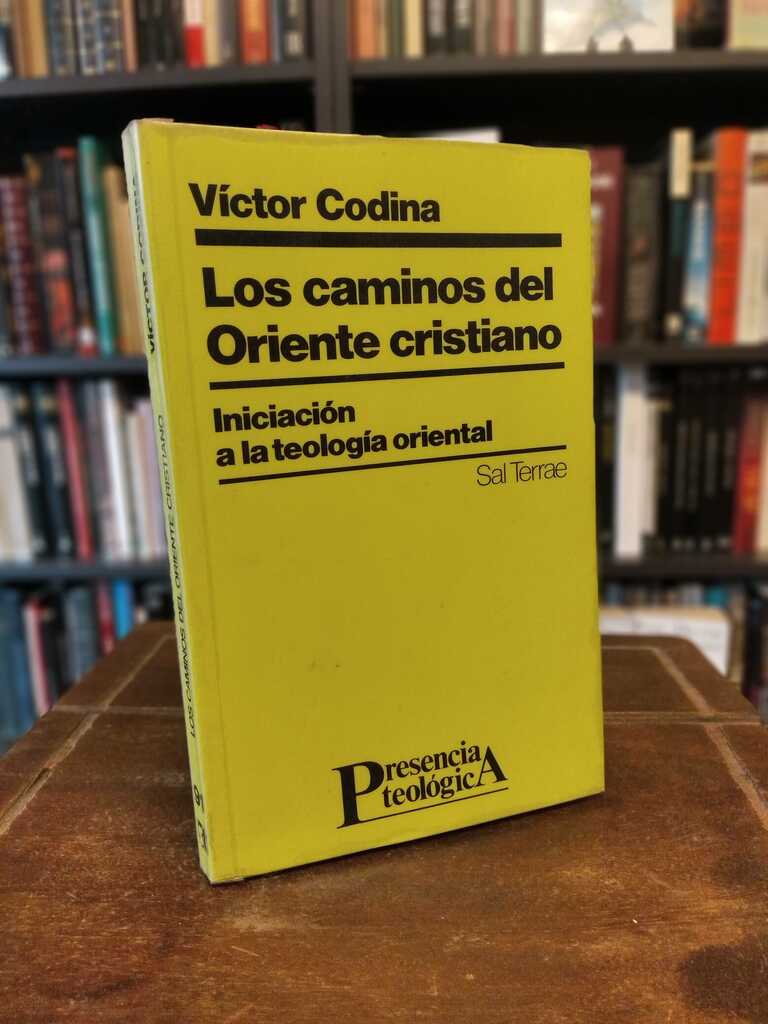 Víctor Codina
Los caminos del
Oriente cristiano
Iniciación
a la teología oriental
Sal Terrae
Presencia
teológicA
VÍCTOR CODINA
LOS CAMINOS DEL ORIENTE CRISTIANO